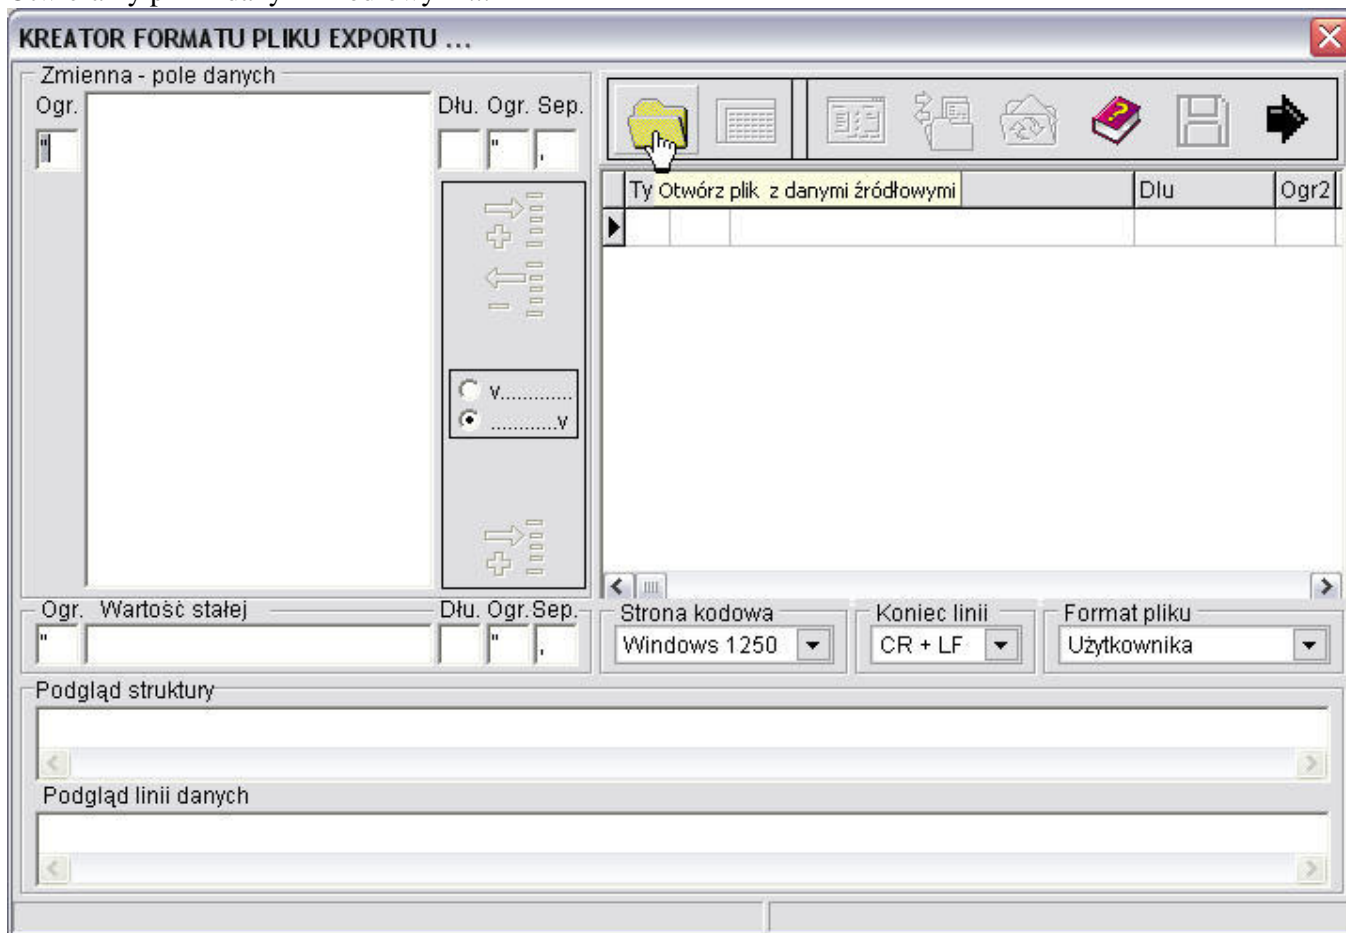 KREATOR FORMATU PLIKU EXPORTU ...
Zmienna - pole danych
Ogr.
Dłu. Ogr. Sep.
"
" ,
Ty
Otwórz plik z danymi źródłowymi
Dlu
Ogr2
v.............
............v
Ogr. Wartość stałej
Dłu. Ogr. Sep.
"
" ,
Strona kodowa
Windows 1250
Koniec linii
CR + LF
Format pliku
Użytkownika
Podgląd struktury
Podgląd linii danych